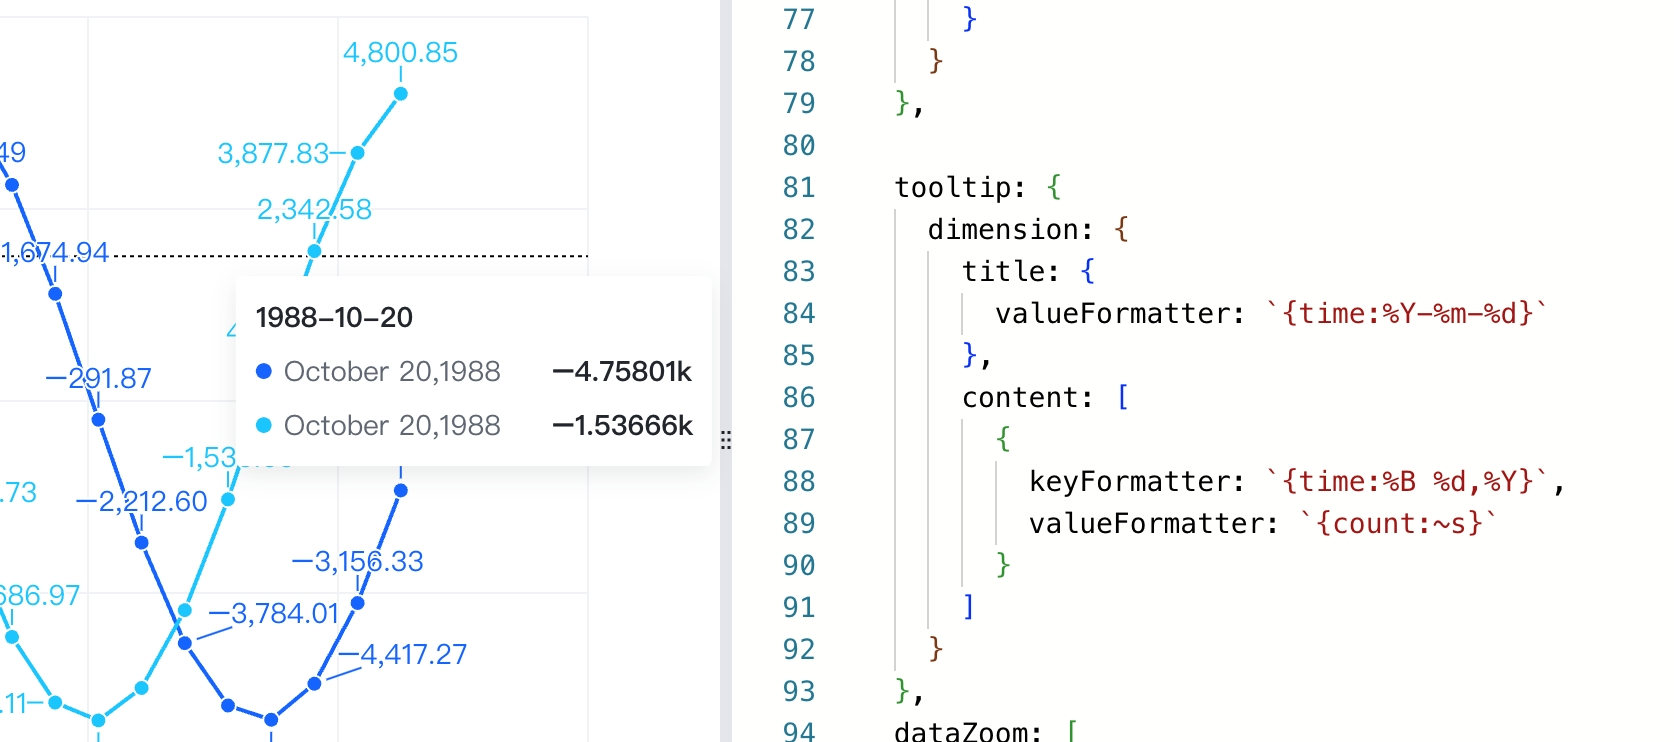 4,800.85
49
3,877.83
2,342.58
1,674.94
1988-10-20
−291.87
October 20,1988 −4.75801k
October 20,1988 −1.53666k
.73
−2,212.60
−3,156.33
686.97
−3,784.01
−4,417.27
.11
77 }
78 }
79 },
80
81 tooltip: {
82 dimension: {
83 title: {
84 valueFormatter: `{time:%Y-%m-%d}`
85 },
86 content: [
87 {
88 keyFormatter: `{time:%B %d,%Y}`,
89 valueFormatter: `{count:~s}`
90 }
91 ]
92 }
93 },
94 dataZoom: [